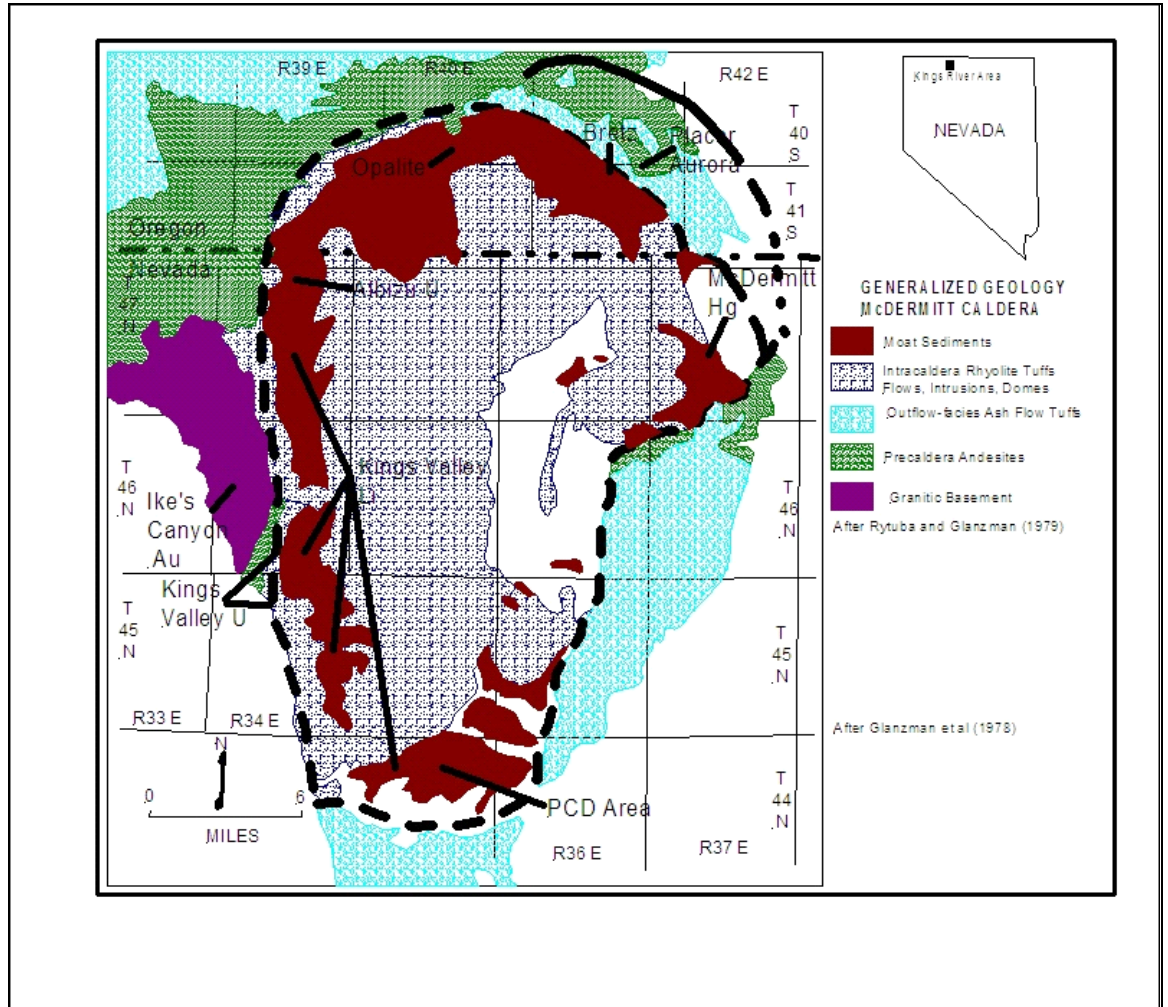 R39 E
R40 E
R42 E
T
40
S
Bretz
Placer
Aurora
Opalite
T
41
S
Oregon
Nevada
T
47
N
Albizu U
McDermitt
Hg
Kings Valley
U
T
46
N
Ike's
Canyon
Au
Kings
Valley U
T
46
N
T
45
N
T
45
N
R33 E
R34 E
N
0
6
MILES
PCD Area
T
44
N
R36 E
R37 E
Kings River Area
NEVADA
GENERALIZED GEOLOGY
McDERMITT CALDERA
Moat Sediments
Intracaldera Rhyolite Tuffs
Flows, Intrusions, Domes
Outflow-facies Ash Flow Tuffs
Precaldera Andesites
Granitic Basement
After Rytuba and Glanzman (1979)
After Glanzman et al (1978)